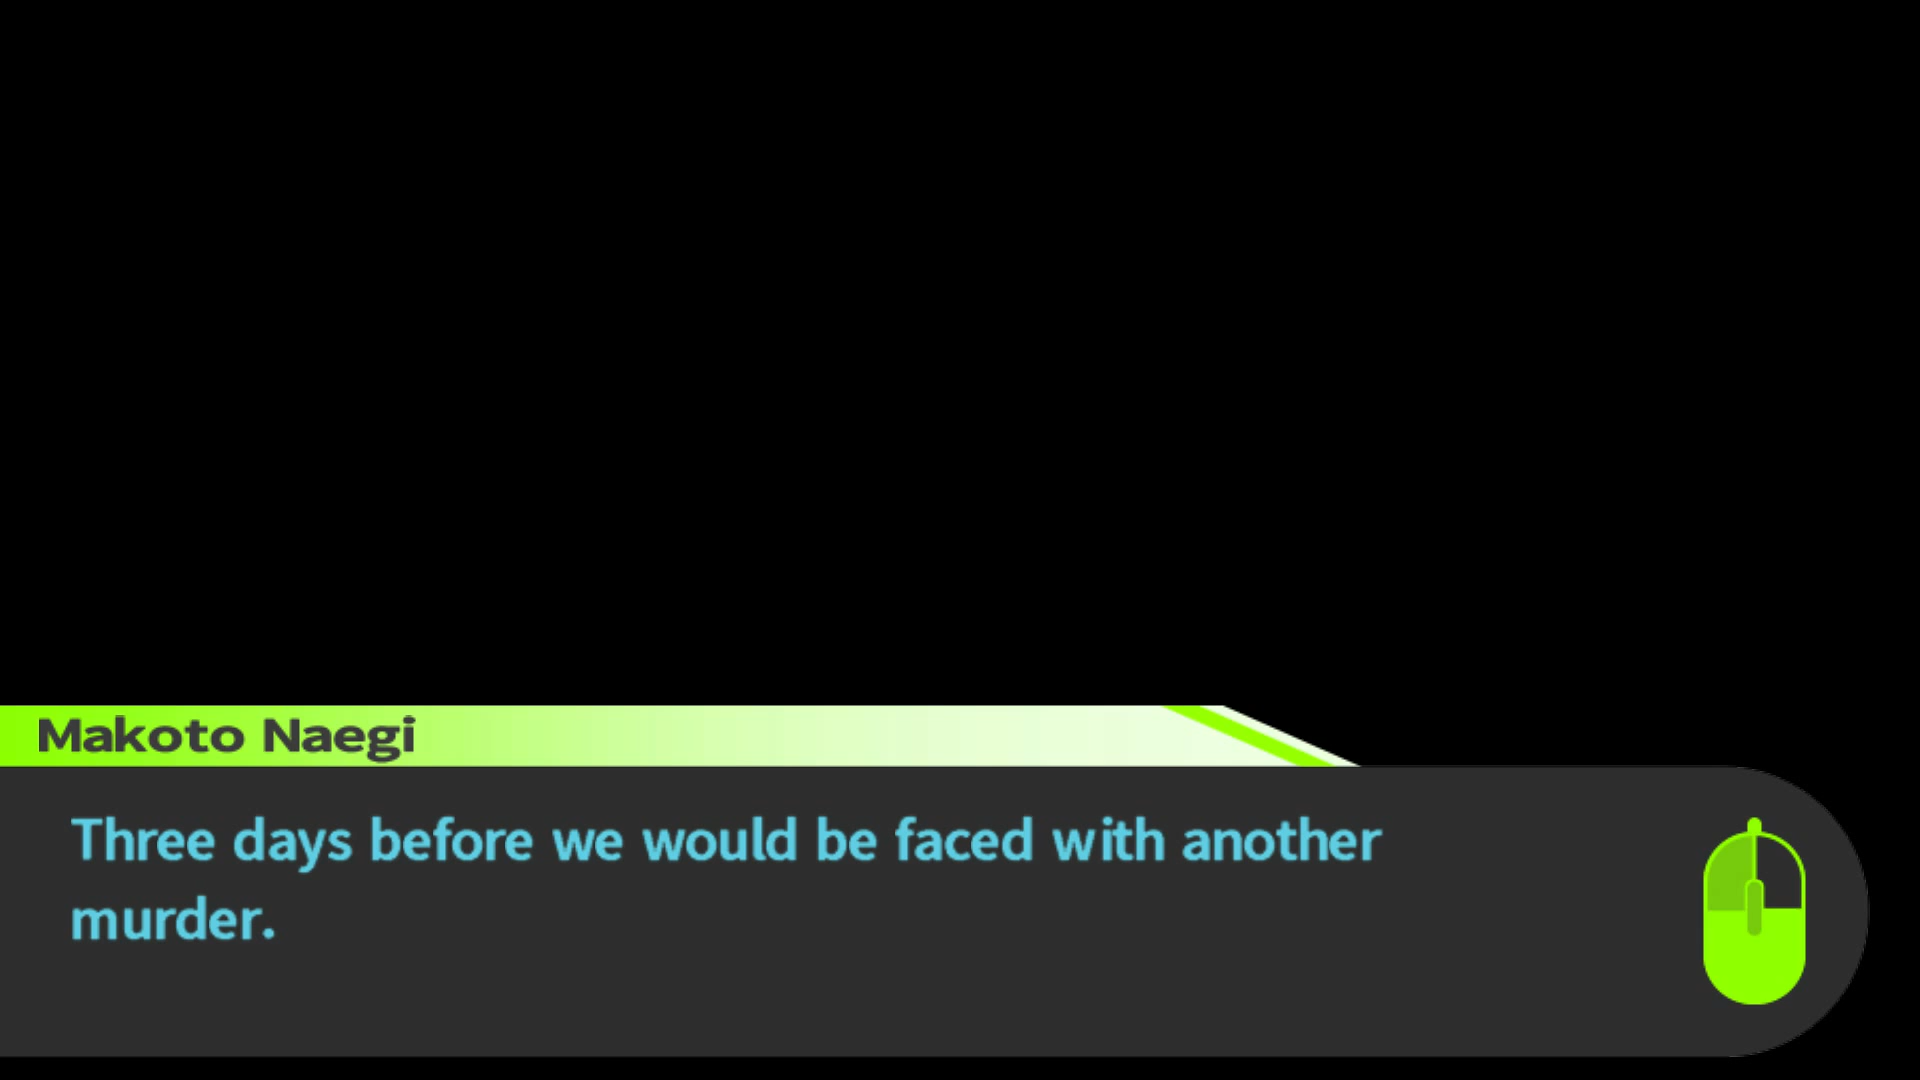 Makoto Naegi
Three days before we would be faced with another
murder.